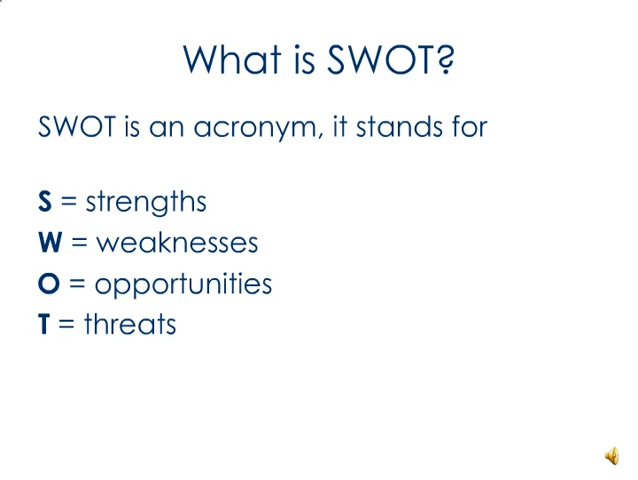 What is SWOT?
SWOT is an acronym, it stands for
S = strengths
W = weaknesses
O = opportunities
T = threats